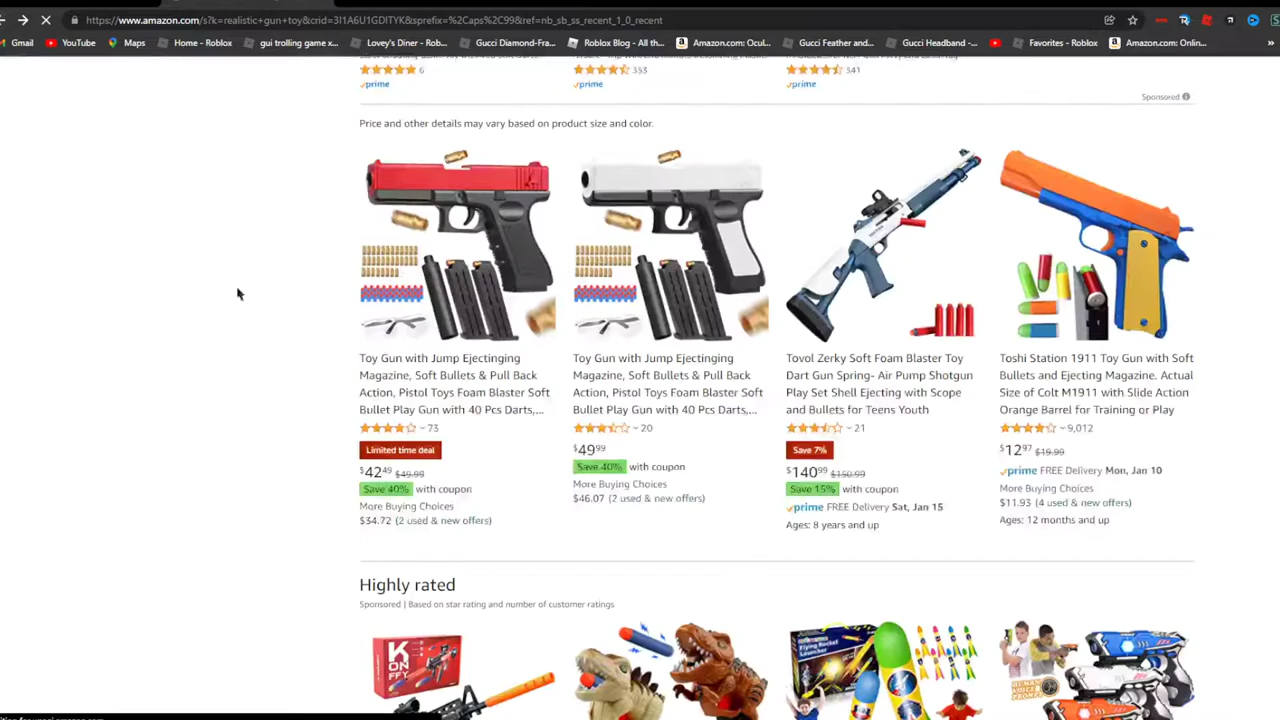 https://www.amazon.com/s?k=realistic+gun+toy&crid=3I1A6U1GDITYK&sprefix=%2Caps%2C99&ref=nb_sb_ss_recent_1_0_recent
Gmail YouTube Maps Home - Roblox gui trolling game x... Lovey's Diner - Rob... Gucci Diamond-Fra... Roblox Blog - All th... Amazon.com: Ocul... Gucci Feather and... Gucci Headband -... Favorites - Roblox Amazon.com: Onlin... »
6 353 541
prime prime prime
Sponsored
Price and other details may vary based on product size and color.
Toy Gun with Jump Ejectinging
Magazine, Soft Bullets & Pull Back
Action, Pistol Toys Foam Blaster Soft
Bullet Play Gun with 40 Pcs Darts,...
73
Limited time deal
$42 49 $49.99
Save 40% with coupon
More Buying Choices
$34.72 (2 used & new offers)
Toy Gun with Jump Ejectinging
Magazine, Soft Bullets & Pull Back
Action, Pistol Toys Foam Blaster Soft
Bullet Play Gun with 40 Pcs Darts,...
20
$49 99
Save 40% with coupon
More Buying Choices
$46.07 (2 used & new offers)
Tovol Zerky Soft Foam Blaster Toy
Dart Gun Spring- Air Pump Shotgun
Play Set Shell Ejecting with Scope
and Bullets for Teens Youth
21
Save 7%
$140 99 $150.99
Save 15% with coupon
prime FREE Delivery Sat, Jan 15
Ages: 8 years and up
Toshi Station 1911 Toy Gun with Soft
Bullets and Ejecting Magazine. Actual
Size of Colt M1911 with Slide Action
Orange Barrel for Training or Play
9,012
$12 97 $19.99
prime FREE Delivery Mon, Jan 10
More Buying Choices
$11.93 (4 used & new offers)
Ages: 12 months and up
Highly rated
Sponsored | Based on star rating and number of customer ratings
KONFFY
Flying Rocket
Launcher